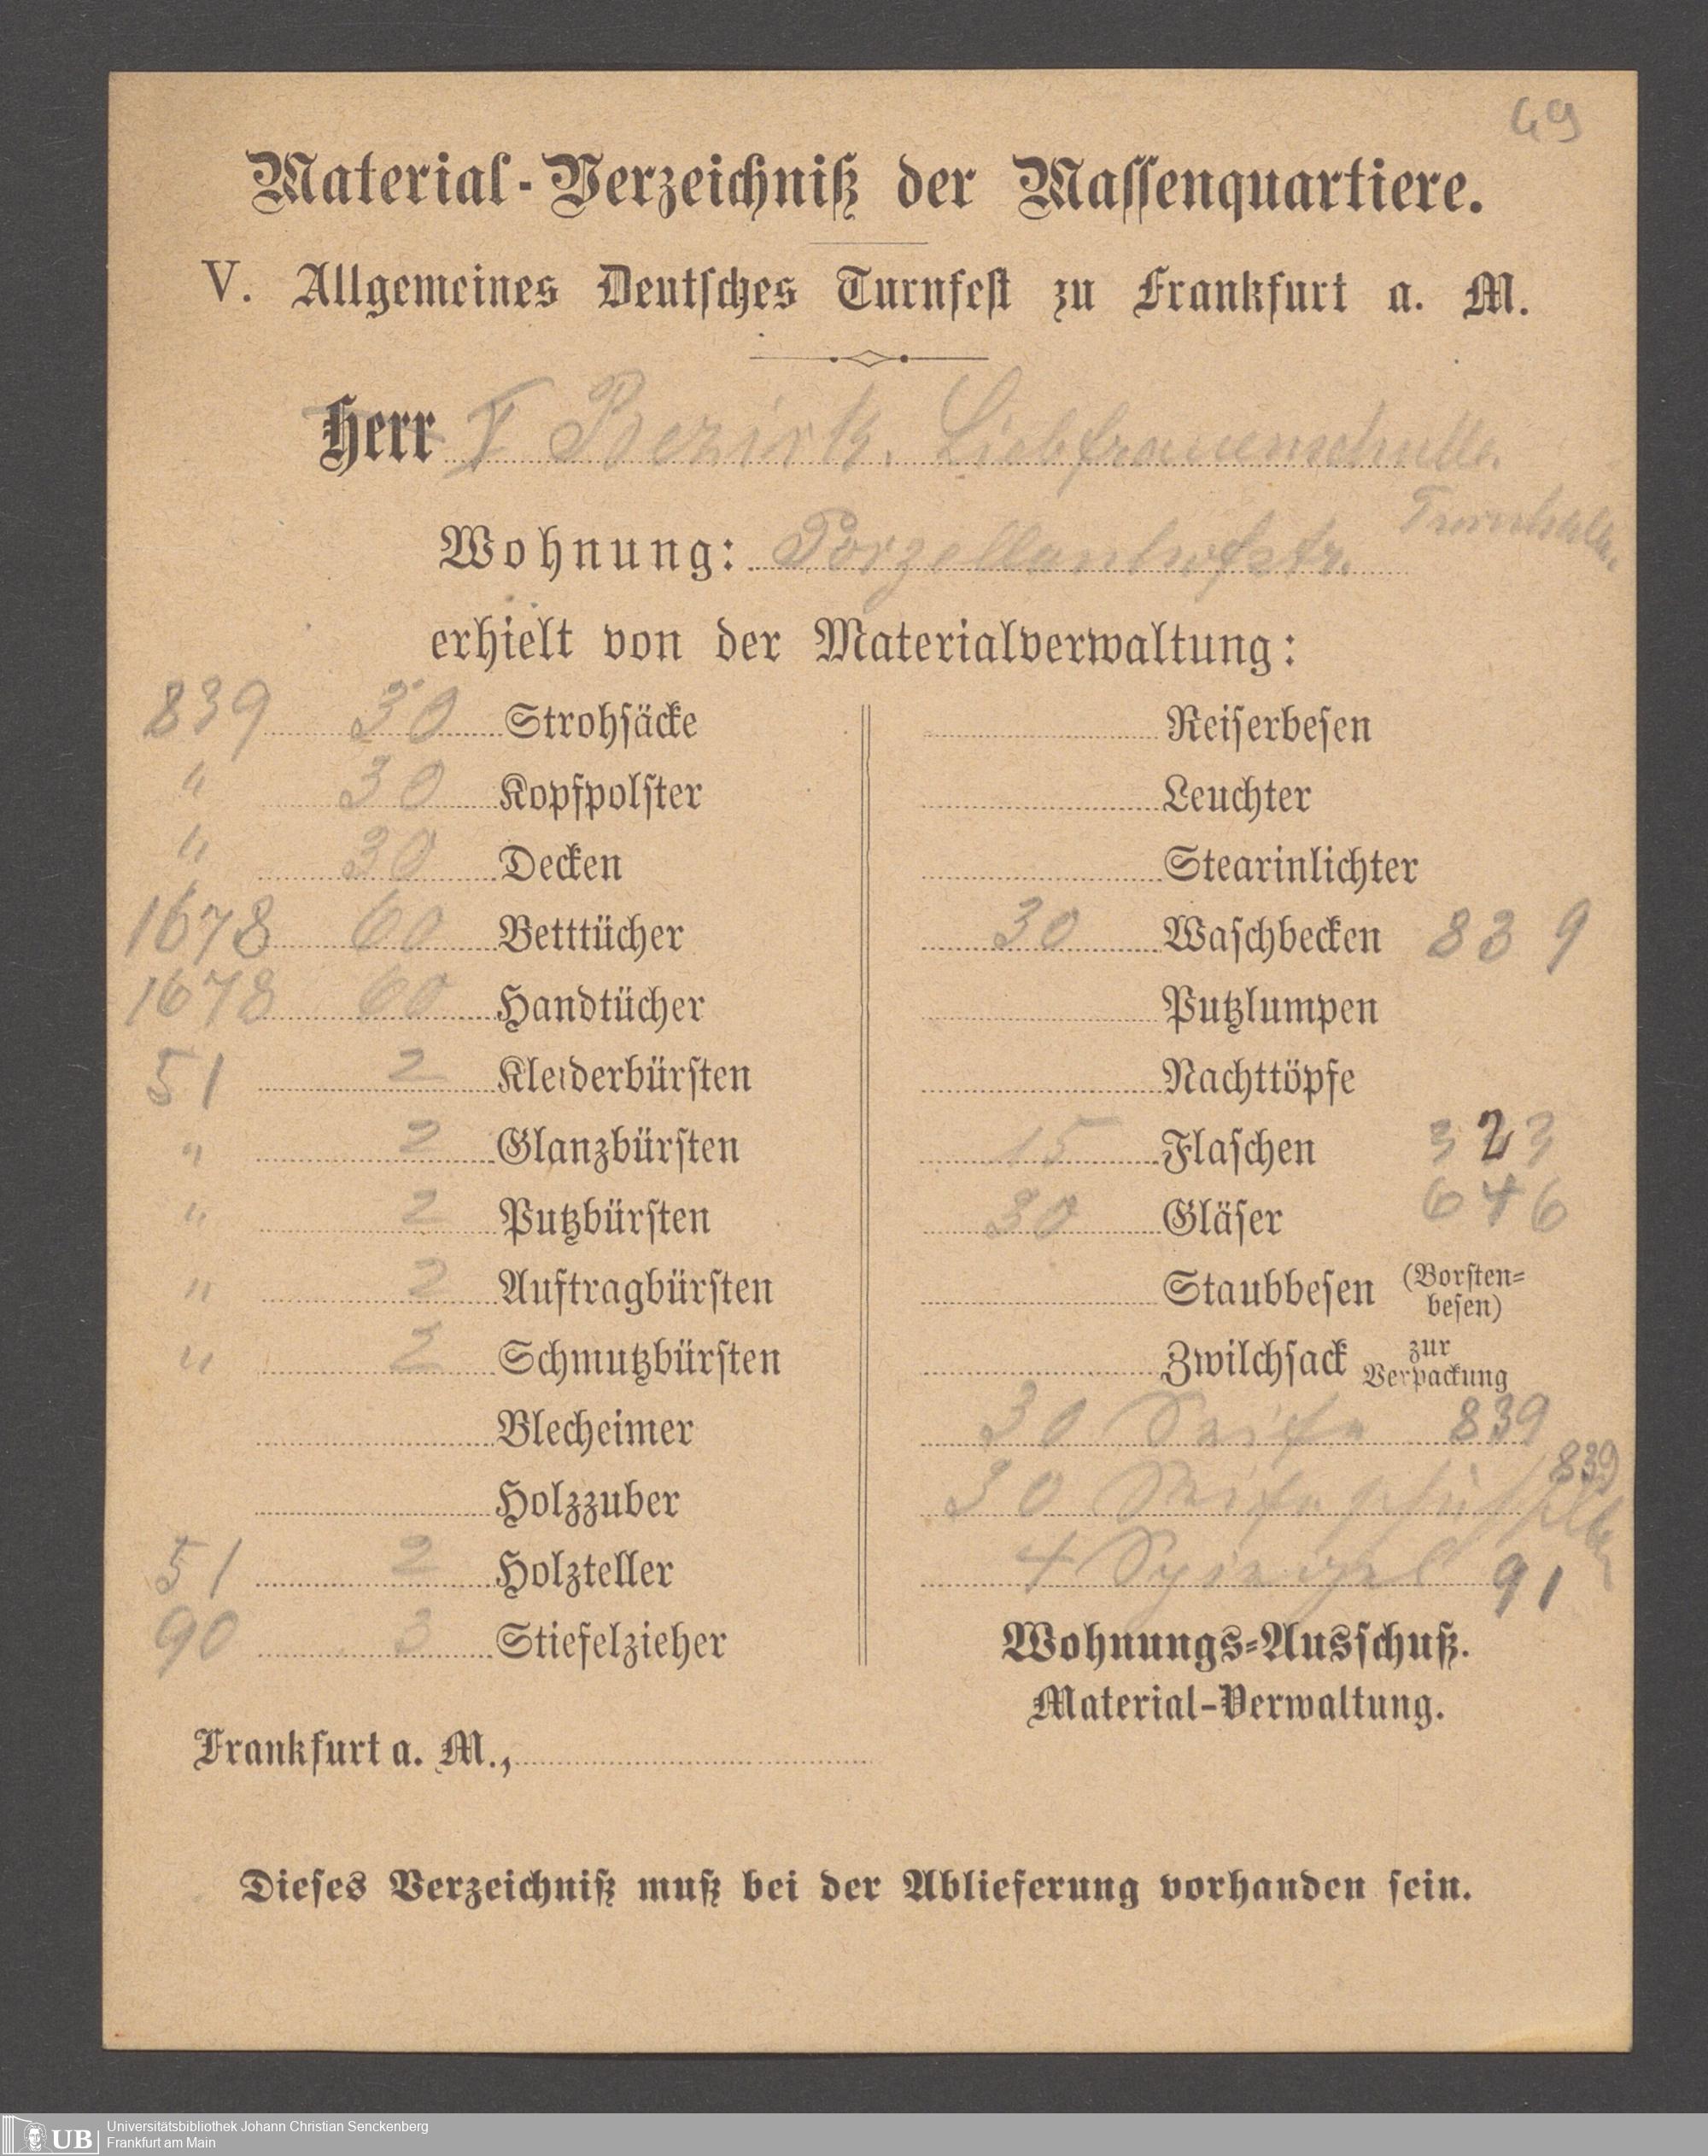 49
Material-Verzeichniß der Massenquartiere.
V. Allgemeines Deutsches Turnfest zu Frankfurt a. M.
Herr V Bezirk. Liebfrauenschule.
Turnhalle.
Wohnung: Porzellanhofstr.
erhielt von der Materialverwaltung:
839 30 Strohsäcke
" 30 Kopfpolster
" 30 Decken
1678 60 Betttücher
1678 60 Handtücher
51 2 Kleiderbürsten
" 2 Glanzbürsten
" 2 Putzbürsten
" 2 Auftragbürsten
" 2 Schmutzbürsten
Blecheimer
Holzzuber
51 2 Holzteller
90 3 Stiefelzieher
Reiserbesen
Leuchter
Stearinlichter
30 Waschbecken 839
Putzlumpen
Nachttöpfe
15 Flaschen 323
30 Gläser 646
Staubbesen (Borsten-
besen)
Zwilchsack zur
Verpackung
30 Seife 839
30 839
4 Spiegel 91
Wohnungs-Ausschuß.
Material-Verwaltung.
Frankfurt a. M.,
Dieses Verzeichniß muß bei der Ablieferung vorhanden sein.
UB
Universitätsbibliothek Johann Christian Senckenberg
Frankfurt am Main